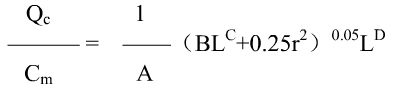 Qc/Cm = 1/A （BL^C+0.25r^2）^0.05 L^D